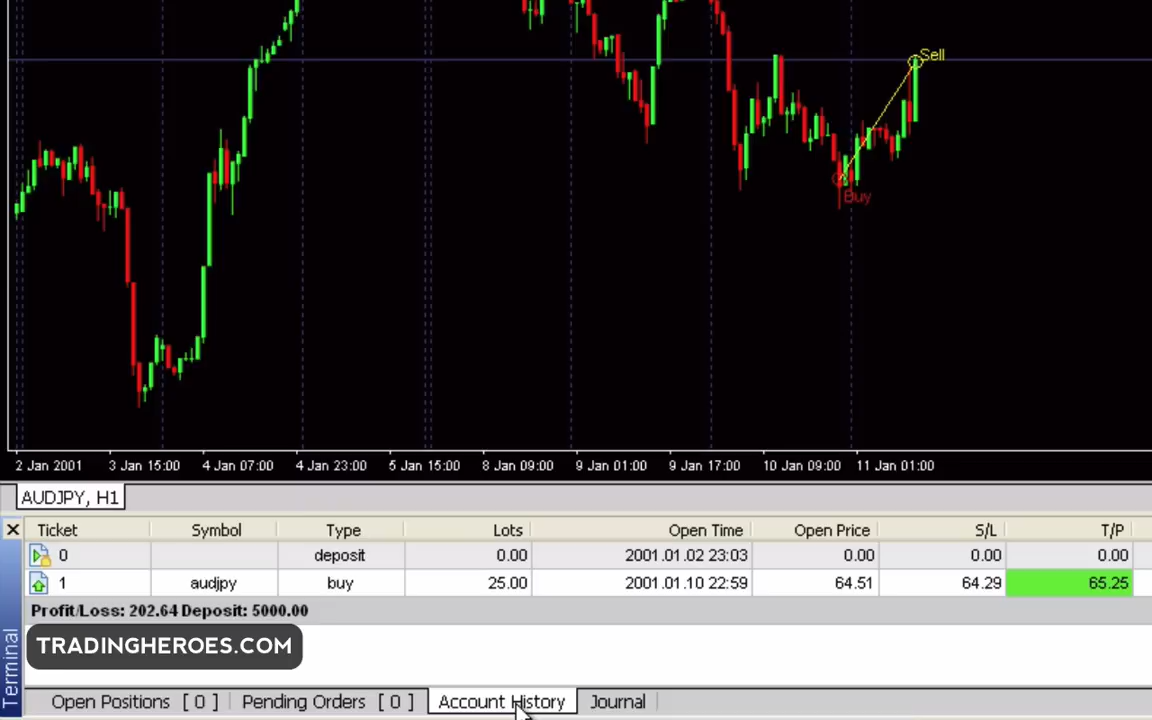 Sell
Buy
2 Jan 2001 3 Jan 15:00 4 Jan 07:00 4 Jan 23:00 5 Jan 15:00 8 Jan 09:00 9 Jan 01:00 9 Jan 17:00 10 Jan 09:00 11 Jan 01:00
AUDJPY, H1
Ticket Symbol Type Lots Open Time Open Price S/L T/P
0 deposit 0.00 2001.01.02 23:03 0.00 0.00 0.00
1 audjpy buy 25.00 2001.01.10 22:59 64.51 64.29 65.25
Profit/Loss: 202.64 Deposit: 5000.00
TRADINGHEROES.COM
Terminal
Open Positions [ 0 ] Pending Orders [ 0 ] Account History Journal